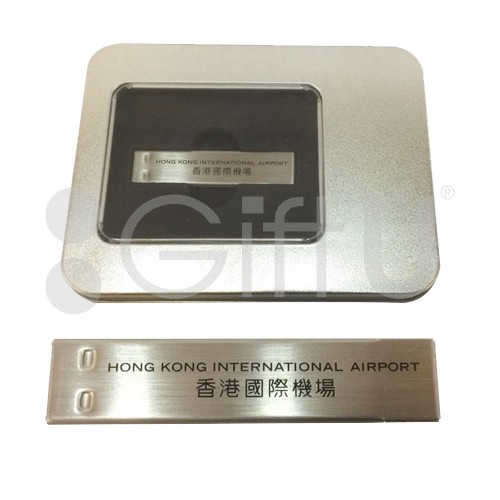 HONG KONG INTERNATIONAL AIRPORT
香港國際機場
GiftU®
HONG KONG INTERNATIONAL AIRPORT
香港國際機場